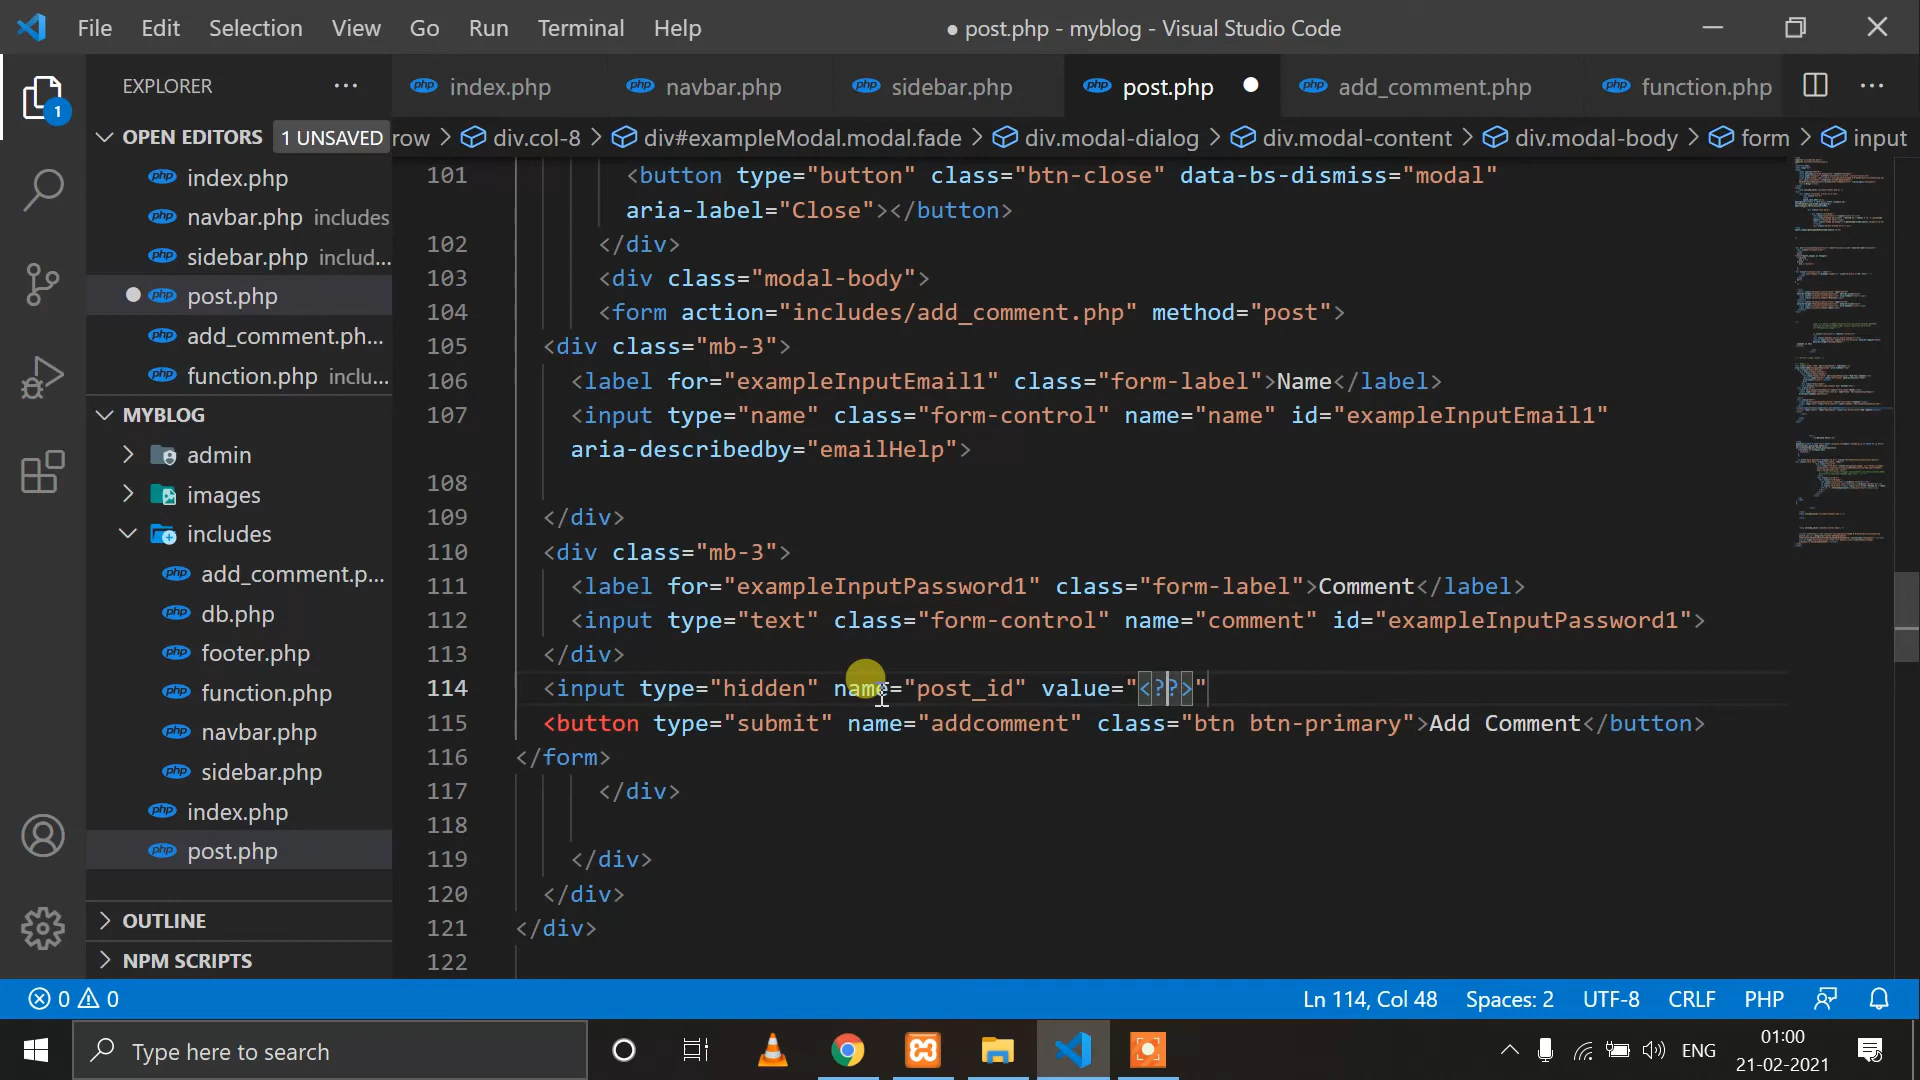 File Edit Selection View Go Run Terminal Help
● post.php - myblog - Visual Studio Code
EXPLORER
index.php navbar.php sidebar.php post.php add_comment.php function.php
OPEN EDITORS 1 UNSAVED
row > div.col-8 > div#exampleModal.modal.fade > div.modal-dialog > div.modal-content > div.modal-body > form > input
index.php
navbar.php includes
sidebar.php includ...
post.php
add_comment.ph...
function.php inclu...
MYBLOG
admin
images
includes
add_comment.p...
db.php
footer.php
function.php
navbar.php
sidebar.php
index.php
post.php
OUTLINE
NPM SCRIPTS
101 <button type="button" class="btn-close" data-bs-dismiss="modal"
aria-label="Close"></button>
102 </div>
103 <div class="modal-body">
104 <form action="includes/add_comment.php" method="post">
105 <div class="mb-3">
106 <label for="exampleInputEmail1" class="form-label">Name</label>
107 <input type="name" class="form-control" name="name" id="exampleInputEmail1"
aria-describedby="emailHelp">
108
109 </div>
110 <div class="mb-3">
111 <label for="exampleInputPassword1" class="form-label">Comment</label>
112 <input type="text" class="form-control" name="comment" id="exampleInputPassword1">
113 </div>
114 <input type="hidden" name="post_id" value="<??>"
115 <button type="submit" name="addcomment" class="btn btn-primary">Add Comment</button>
116 </form>
117 </div>
118
119 </div>
120 </div>
121 </div>
122
0 0 Ln 114, Col 48 Spaces: 2 UTF-8 CRLF PHP
Type here to search
ENG
01:00
21-02-2021